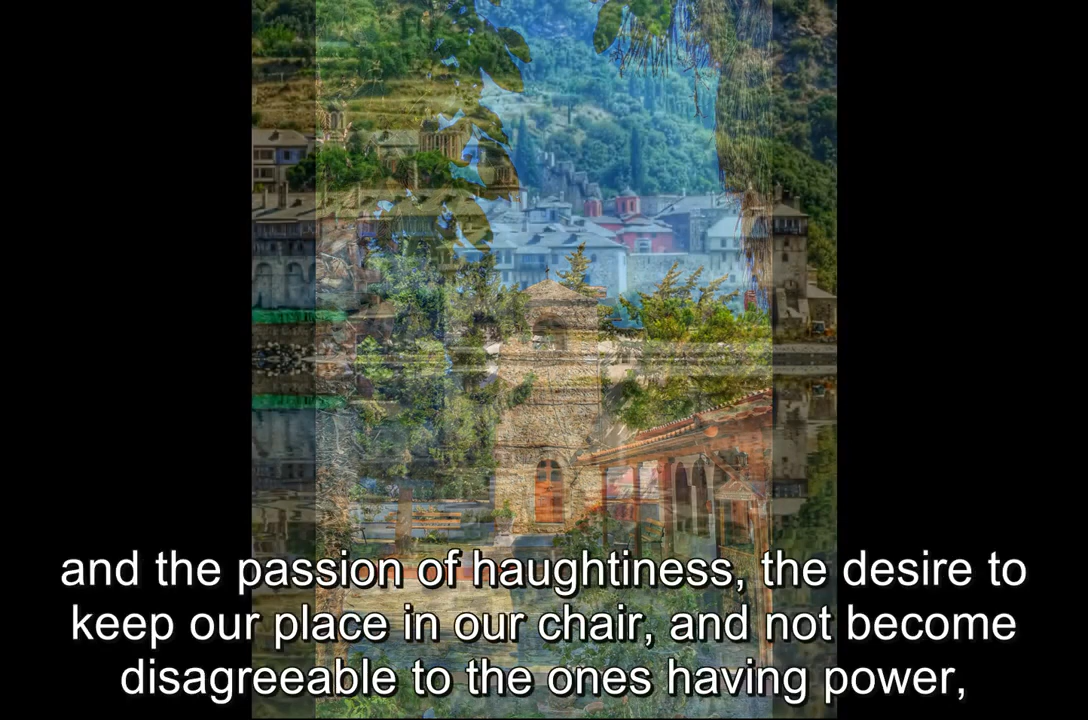 and the passion of haughtiness, the desire to
keep our place in our chair, and not become
disagreeable to the ones having power,